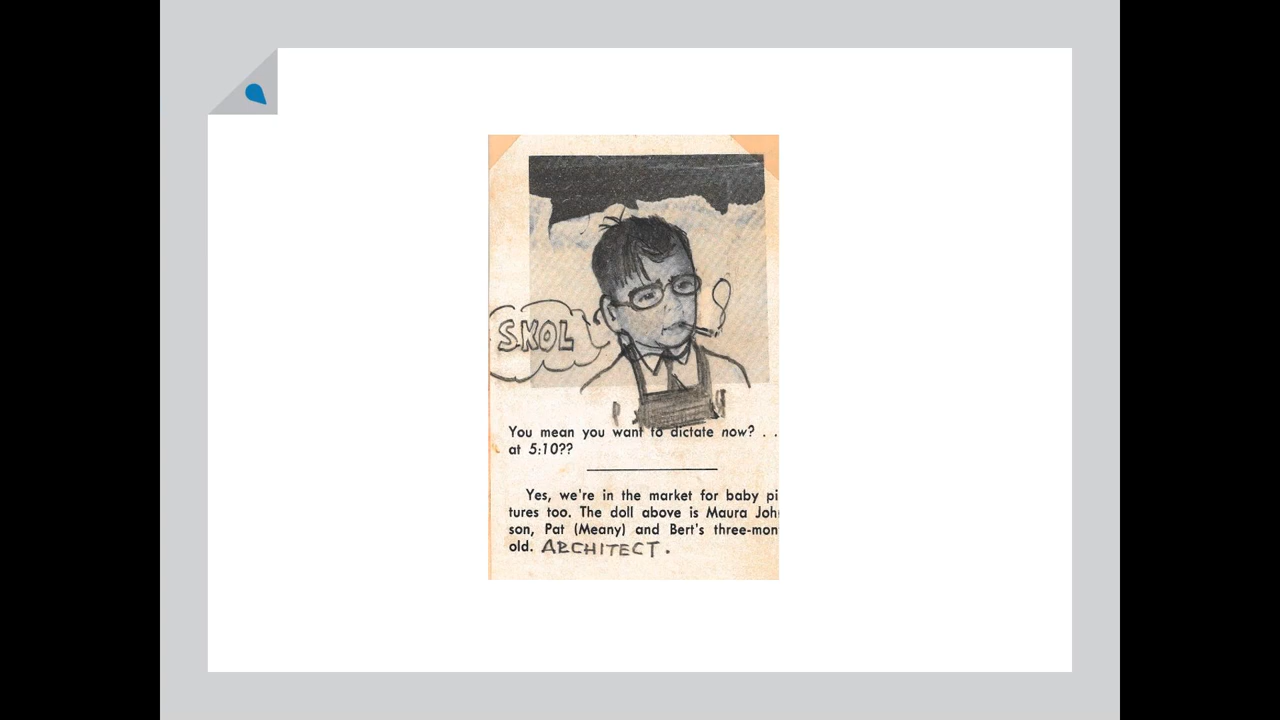 SKOL
You mean you want to dictate now? . .
at 5:10??
Yes, we're in the market for baby pi
tures too. The doll above is Maura Joh
son, Pat (Meany) and Bert's three-mon
old. ARCHITECT.